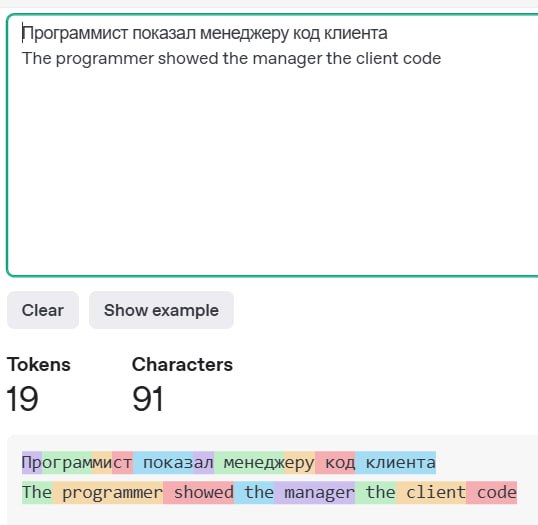 Программист показал менеджеру код клиента
The programmer showed the manager the client code
Clear
Show example
Tokens
Characters
19
91
Программист показал менеджеру код клиента
The programmer showed the manager the client code